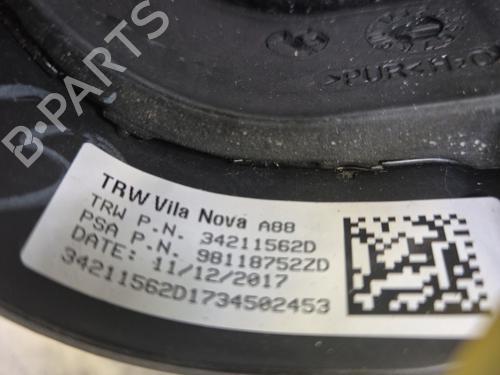 B-PARTS
>PUR<H2O
TRW Vila Nova A88
TRW P.N. 34211562D
PSA P.N. 98118752ZD
DATE: 11/12/2017
34211562D1734502453